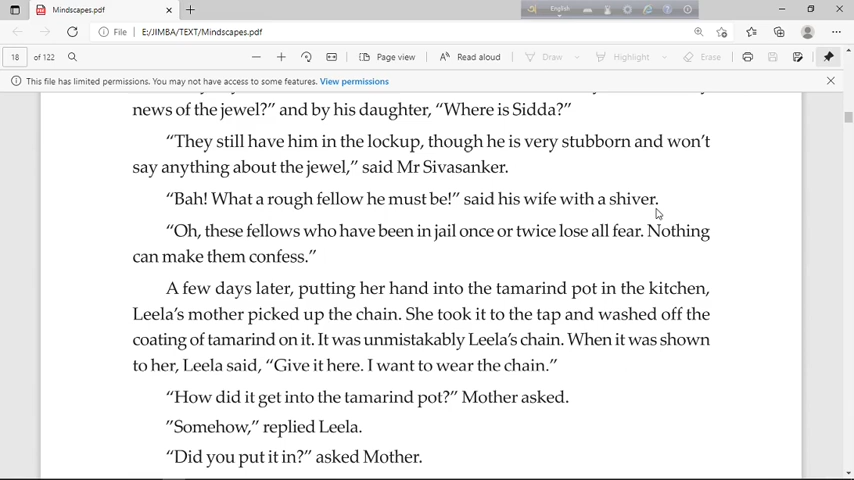 Mindscapes.pdf
English
File
E:/JIMBA/TEXT/Mindscapes.pdf
18
of 122
Page view
Read aloud
Draw
Highlight
Erase
This file has limited permissions. You may not have access to some features. View permissions
news of the jewel?” and by his daughter, “Where is Sidda?”
“They still have him in the lockup, though he is very stubborn and won’t
say anything about the jewel,” said Mr Sivasanker.
“Bah! What a rough fellow he must be!” said his wife with a shiver.
“Oh, these fellows who have been in jail once or twice lose all fear. Nothing
can make them confess.”
A few days later, putting her hand into the tamarind pot in the kitchen,
Leela’s mother picked up the chain. She took it to the tap and washed off the
coating of tamarind on it. It was unmistakably Leela’s chain. When it was shown
to her, Leela said, “Give it here. I want to wear the chain.”
“How did it get into the tamarind pot?” Mother asked.
”Somehow,” replied Leela.
“Did you put it in?” asked Mother.